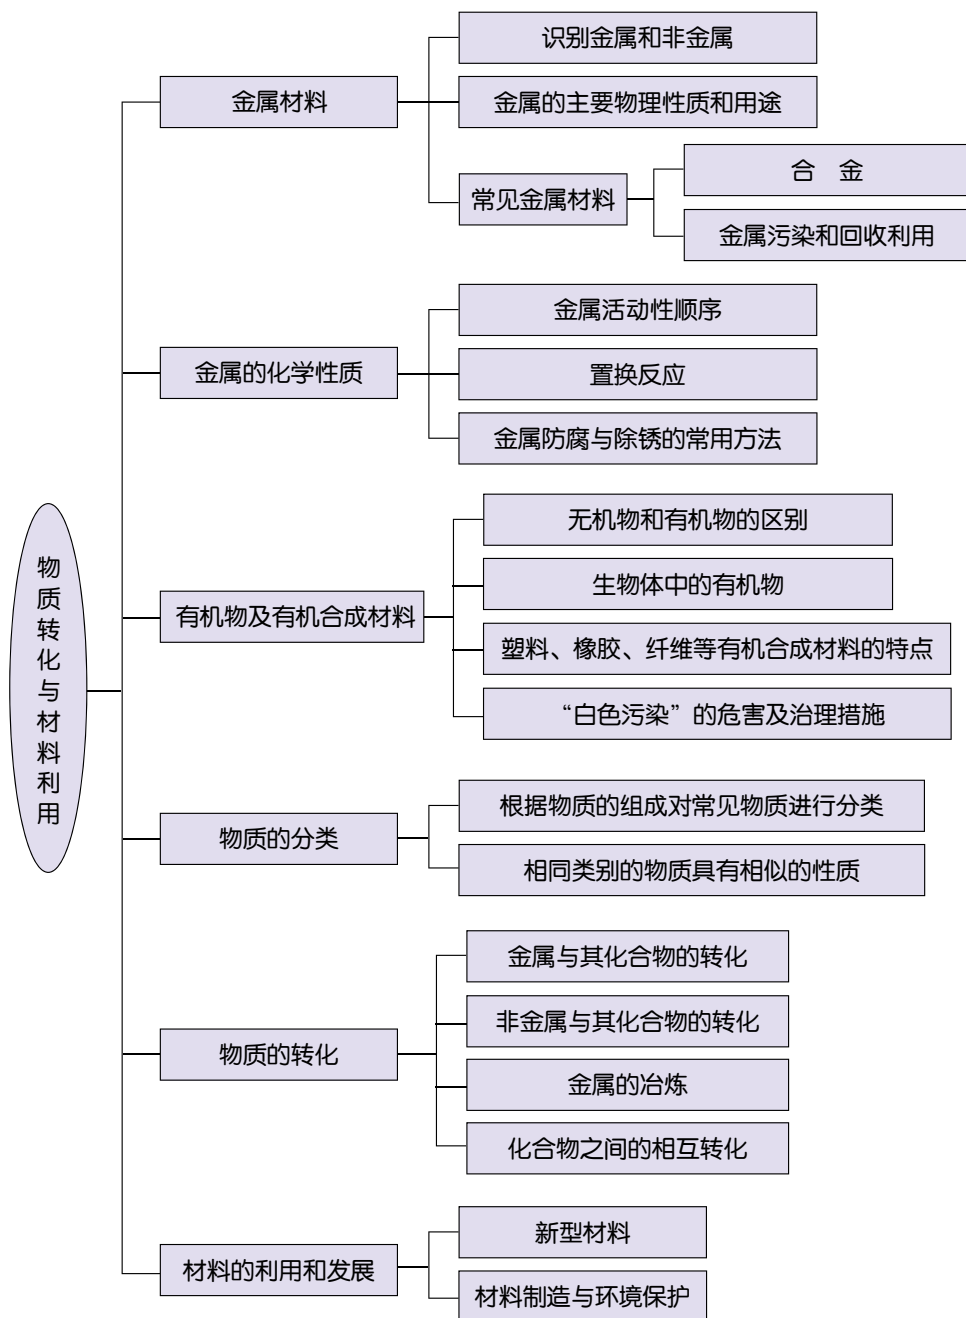 物质转化与材料利用
金属材料
识别金属和非金属
金属的主要物理性质和用途
常见金属材料
合　金
金属污染和回收利用
金属的化学性质
金属活动性顺序
置换反应
金属防腐与除锈的常用方法
有机物及有机合成材料
无机物和有机物的区别
生物体中的有机物
塑料、橡胶、纤维等有机合成材料的特点
“白色污染”的危害及治理措施
物质的分类
根据物质的组成对常见物质进行分类
相同类别的物质具有相似的性质
物质的转化
金属与其化合物的转化
非金属与其化合物的转化
金属的冶炼
化合物之间的相互转化
材料的利用和发展
新型材料
材料制造与环境保护